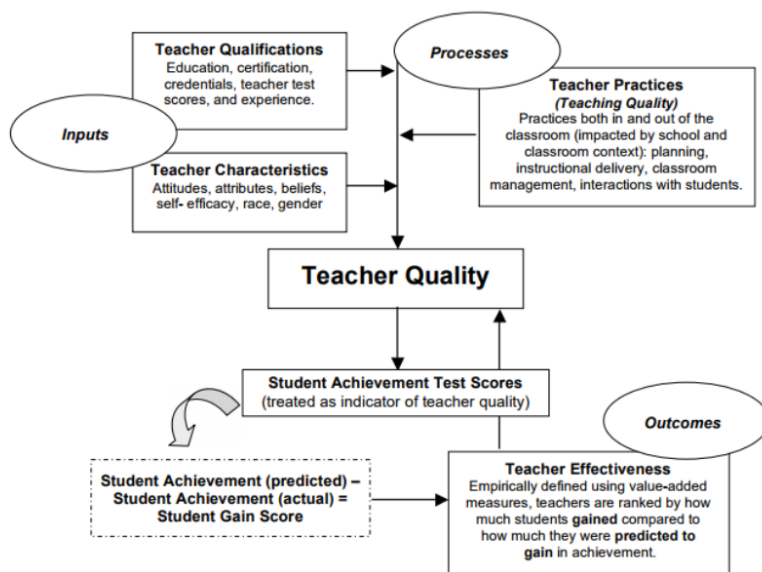 Teacher Qualifications
Education, certification,
credentials, teacher test
scores, and experience.
Processes
Inputs
Teacher Practices
(Teaching Quality)
Practices both in and out of the
classroom (impacted by school and
classroom context): planning,
instructional delivery, classroom
management, interactions with students.
Teacher Characteristics
Attitudes, attributes, beliefs,
self- efficacy, race, gender
Teacher Quality
Student Achievement Test Scores
(treated as indicator of teacher quality)
Outcomes
Student Achievement (predicted) –
Student Achievement (actual) =
Student Gain Score
Teacher Effectiveness
Empirically defined using value-added
measures, teachers are ranked by how
much students gained compared to
how much they were predicted to
gain in achievement.